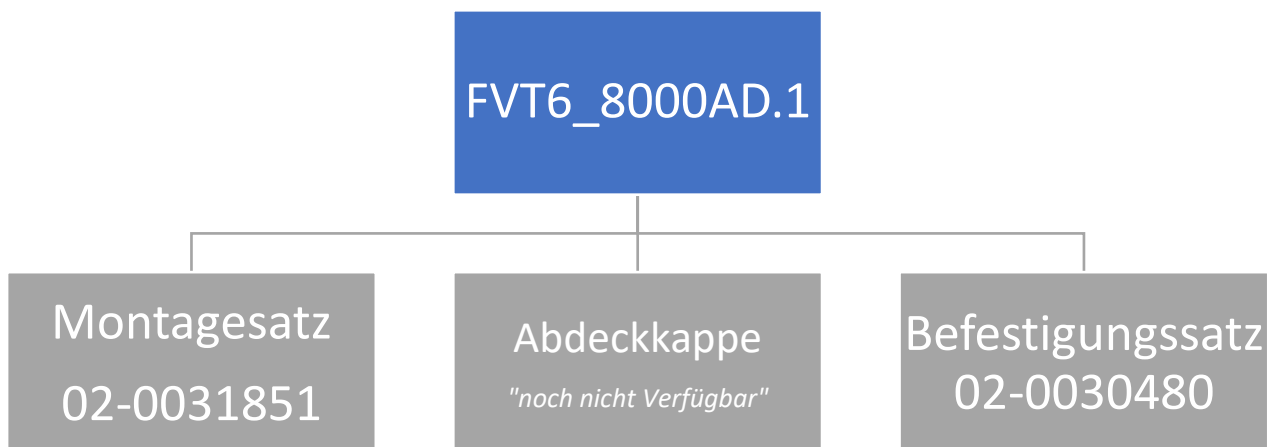 FVT6_8000AD.1
Montagesatz
02-0031851
Abdeckkappe
"noch nicht Verfügbar"
Befestigungssatz
02-0030480